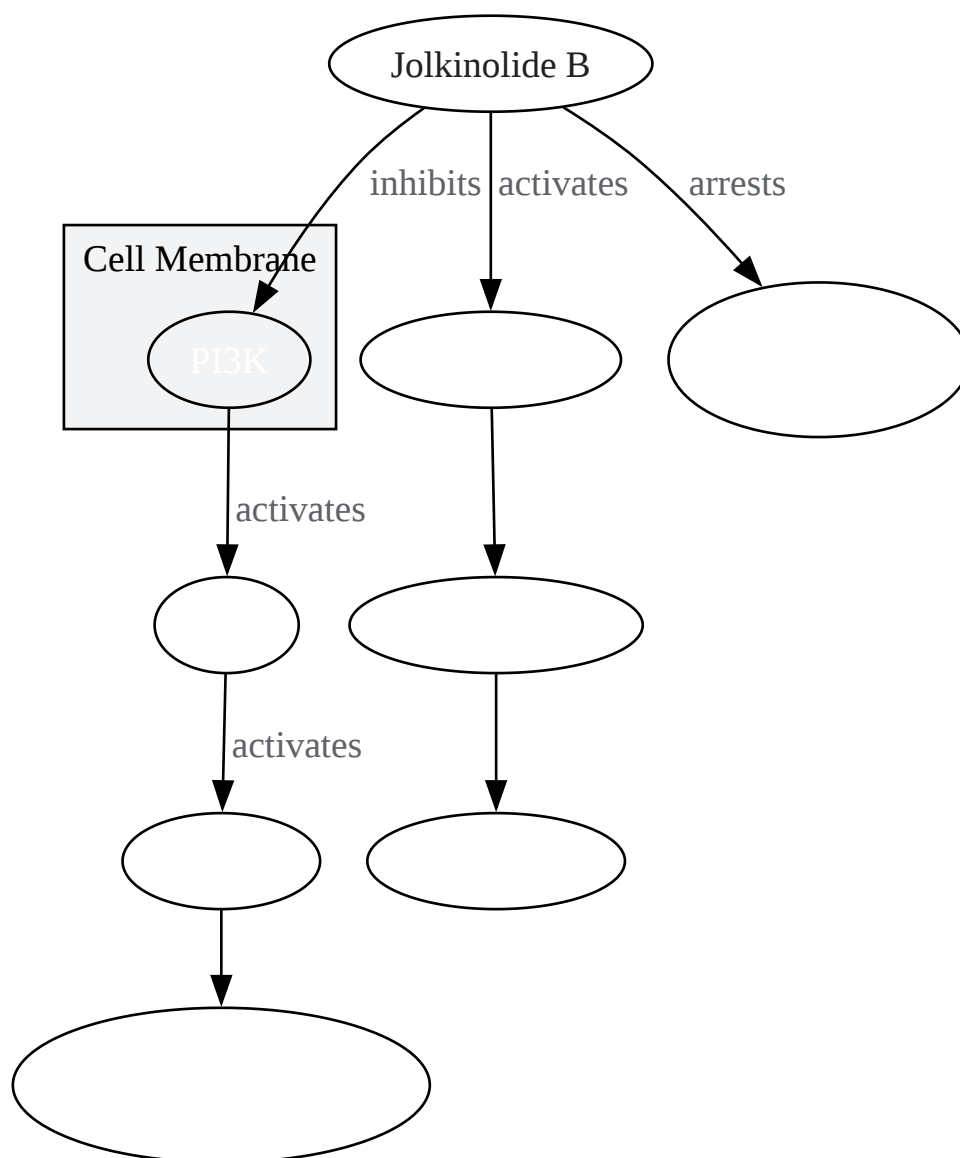 Jolkinolide B
inhibits
activates
arrests
Cell Membrane
PI3K
activates
activates